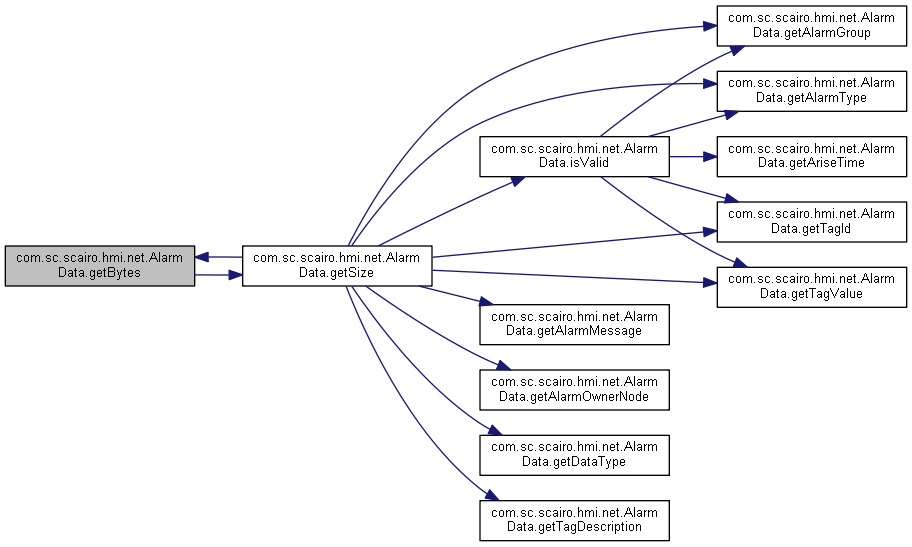 com.sc.scairo.hmi.net.Alarm
Data.getBytes
com.sc.scairo.hmi.net.Alarm
Data.getSize
com.sc.scairo.hmi.net.Alarm
Data.isValid
com.sc.scairo.hmi.net.Alarm
Data.getAlarmMessage
com.sc.scairo.hmi.net.Alarm
Data.getAlarmOwnerNode
com.sc.scairo.hmi.net.Alarm
Data.getDataType
com.sc.scairo.hmi.net.Alarm
Data.getTagDescription
com.sc.scairo.hmi.net.Alarm
Data.getAlarmGroup
com.sc.scairo.hmi.net.Alarm
Data.getAlarmType
com.sc.scairo.hmi.net.Alarm
Data.getAriseTime
com.sc.scairo.hmi.net.Alarm
Data.getTagId
com.sc.scairo.hmi.net.Alarm
Data.getTagValue